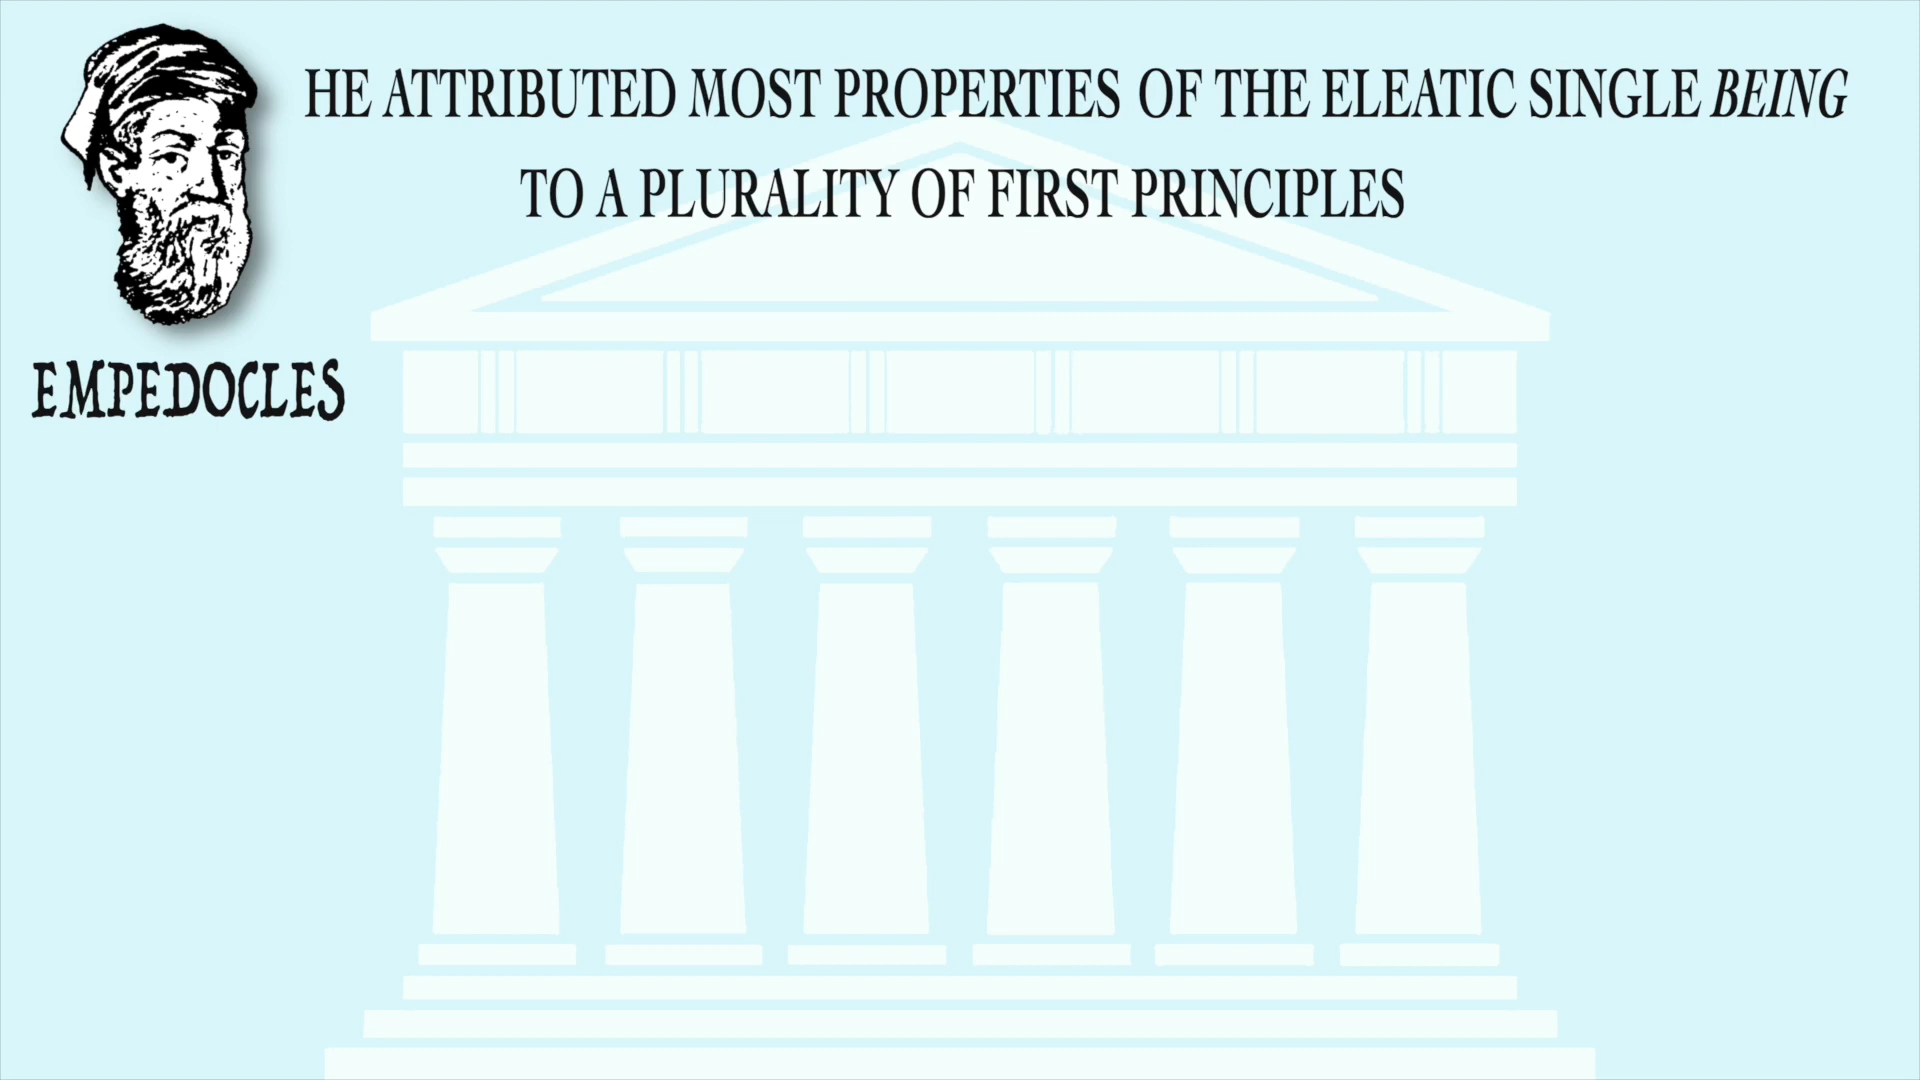 HE ATTRIBUTED MOST PROPERTIES OF THE ELEATIC SINGLE BEING
TO A PLURALITY OF FIRST PRINCIPLES
EMPEDOCLES